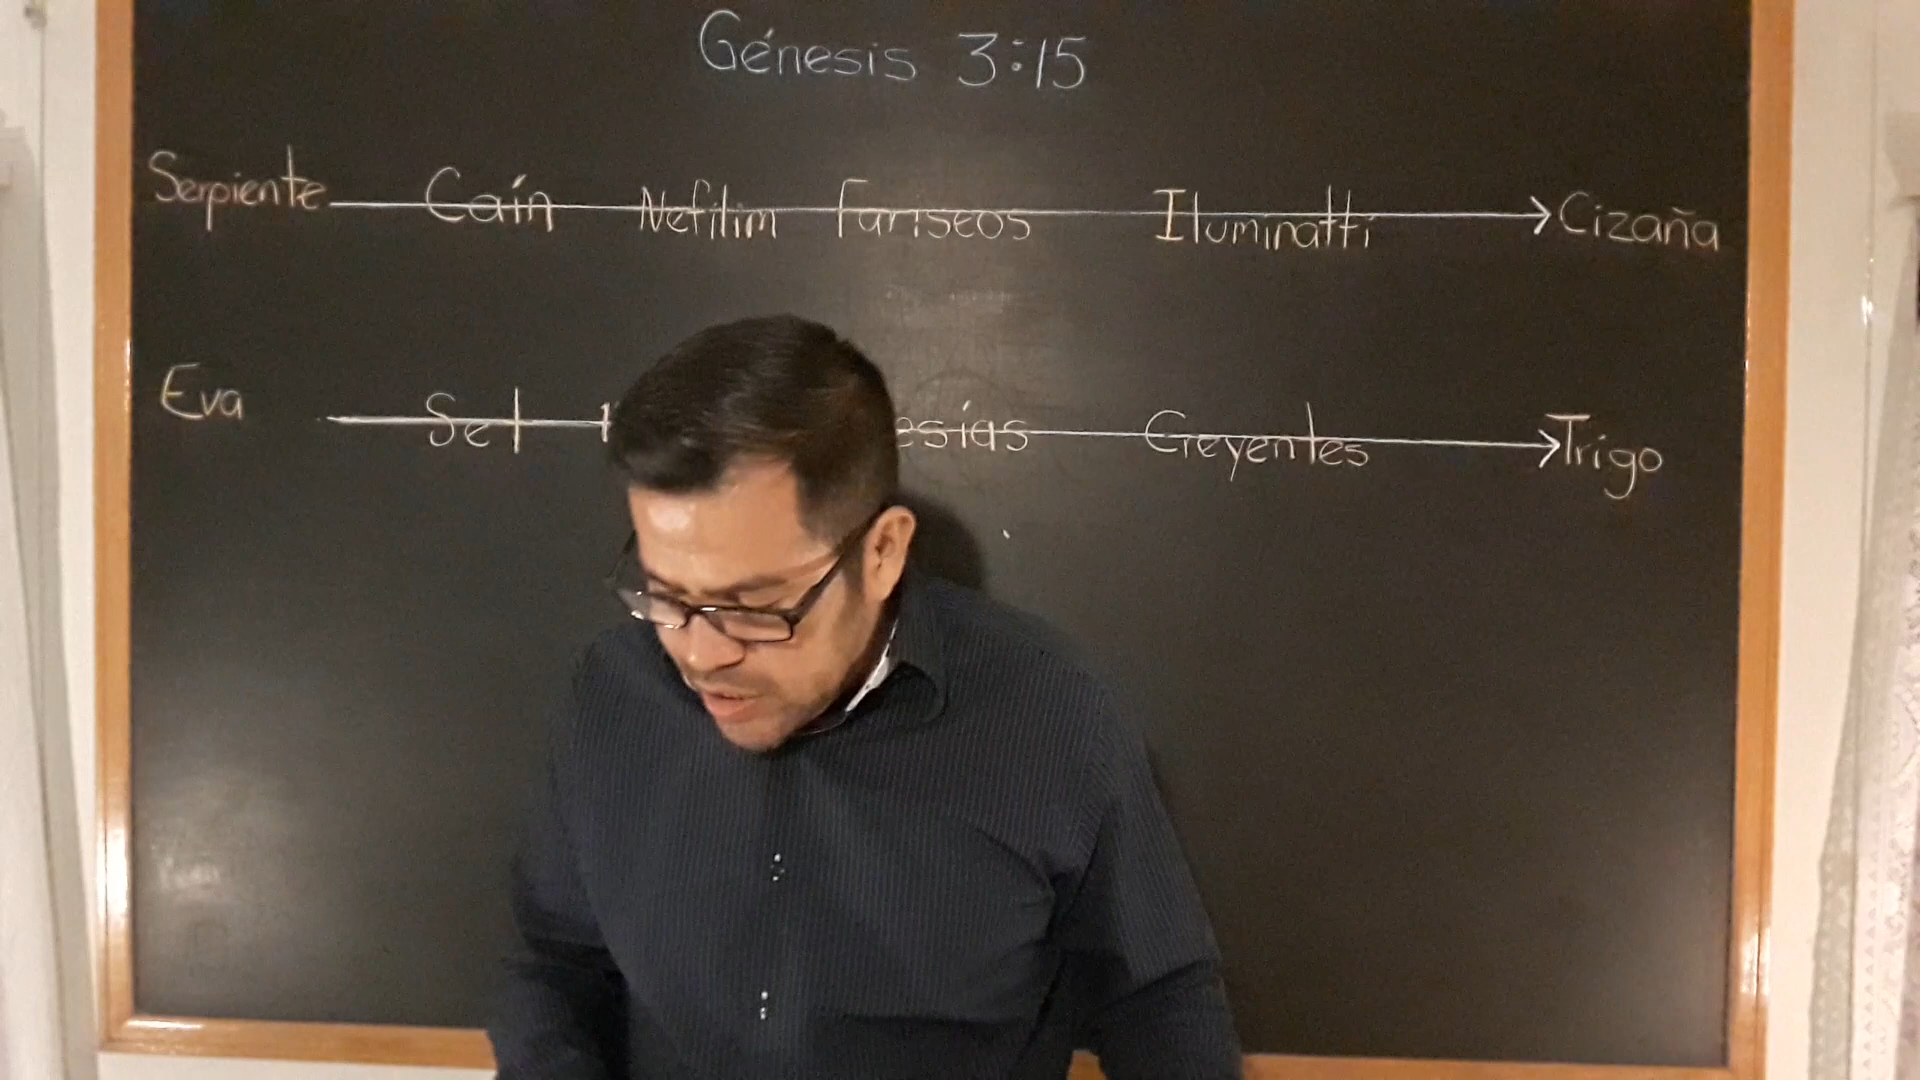 Génesis 3:15
Serpiente Caín Nefilim Fariseos Iluminatti Cizaña
Eva Set esías Creyentes Trigo